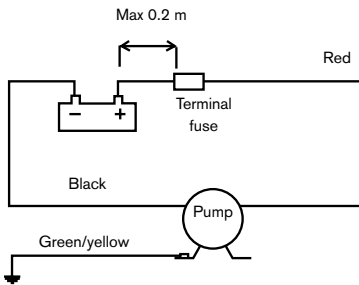 Max 0.2 m
Red
− +
Terminal
fuse
Black
Pump
Green/yellow